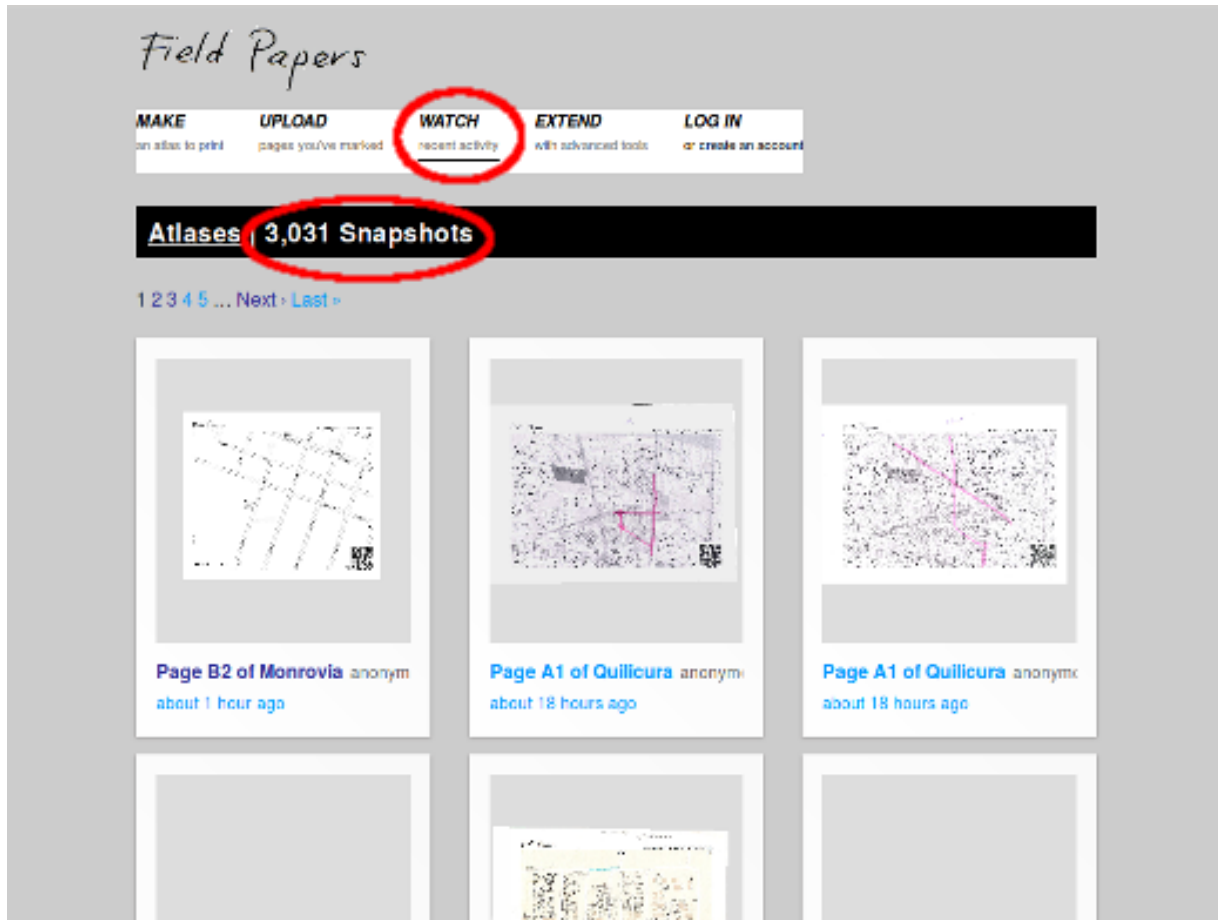 Field Papers
MAKE UPLOAD WATCH EXTEND LOG IN
an atlas to print pages you've marked recent activity with advanced tools or create an account
Atlases | 3,031 Snapshots
1 2 3 4 5 ... Next › Last »
Page B2 of Monrovia anonym
about 1 hour ago
Page A1 of Quilicura anonym
about 18 hours ago
Page A1 of Quilicura anonymo
about 18 hours ago